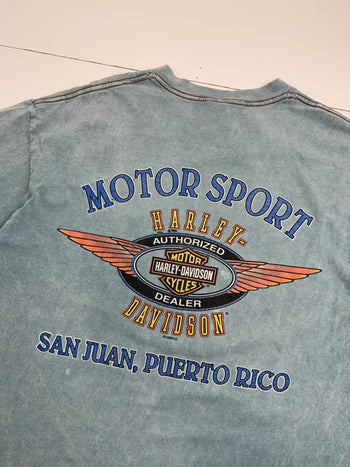 MOTOR SPORT
HARLEY-
AUTHORIZED
MOTOR
HARLEY-DAVIDSON
CYCLES
DEALER
DAVIDSON®
SAN JUAN, PUERTO RICO